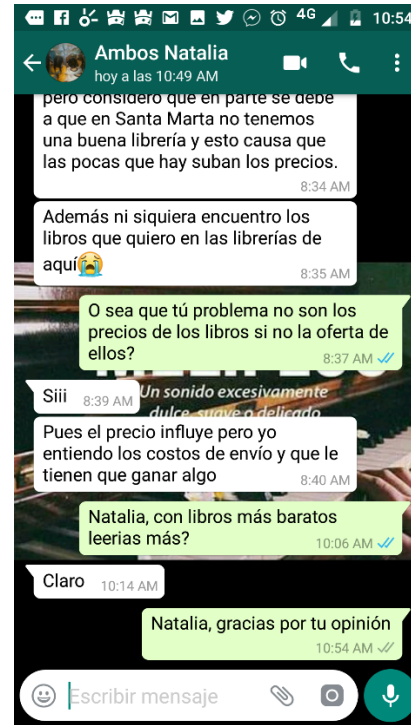 4G 10:54
Ambos Natalia
hoy a las 10:49 AM
pero considero que en parte se debe
a que en Santa Marta no tenemos
una buena librería y esto causa que
las pocas que hay suban los precios.
8:34 AM
Además ni siquiera encuentro los
libros que quiero en las librerías de
aquí😭
8:35 AM
O sea que tú problema no son los
precios de los libros si no la oferta de
ellos?
8:37 AM
Siii 8:39 AM
Un sonido excesivamente
dulce, suave o delicado
Pues el precio influye pero yo
entiendo los costos de envío y que le
tienen que ganar algo
8:40 AM
Natalia, con libros más baratos
leerias más?
10:06 AM
Claro 10:14 AM
Natalia, gracias por tu opinión
10:54 AM
Escribir mensaje